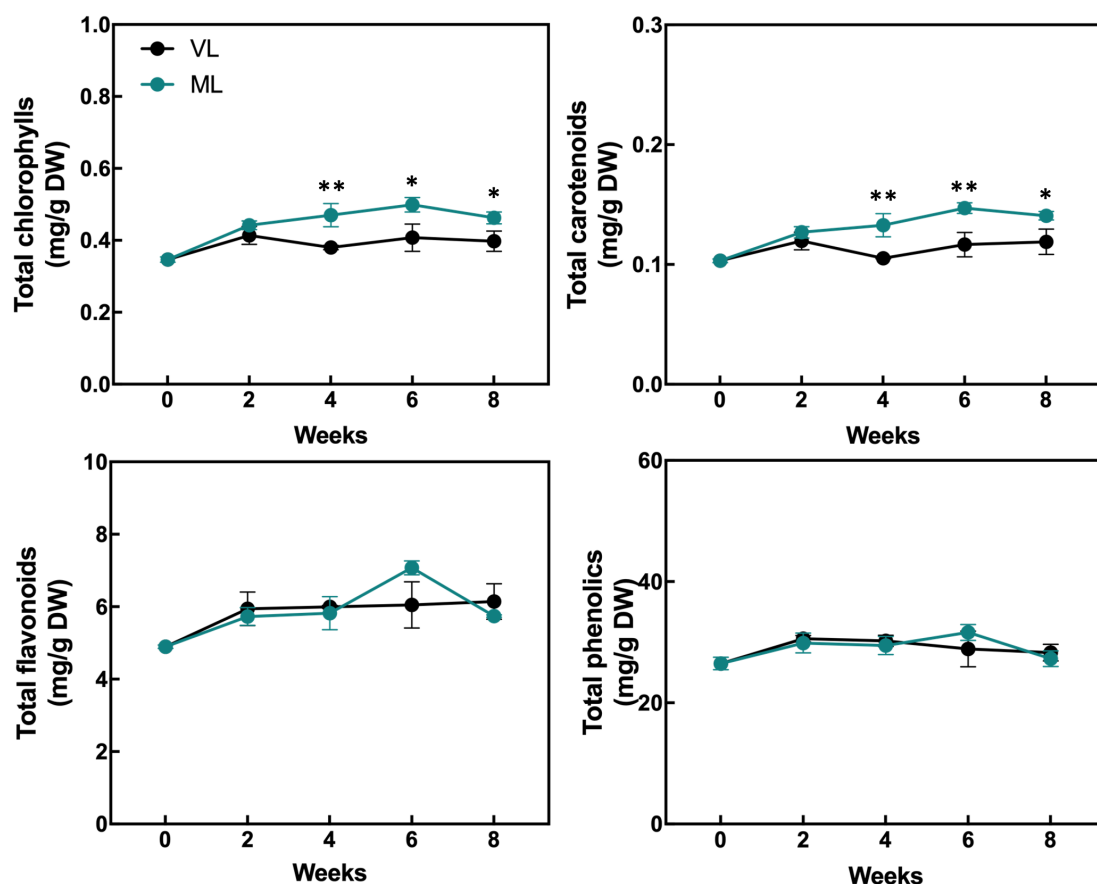 VL
ML
Total chlorophylls
(mg/g DW)
1.0
0.8
0.6
0.4
0.2
0.0
**
*
*
0 2 4 6 8
Weeks
Total carotenoids
(mg/g DW)
0.3
0.2
0.1
0.0
**
**
*
0 2 4 6 8
Weeks
Total flavonoids
(mg/g DW)
10
8
6
4
2
0
0 2 4 6 8
Weeks
Total phenolics
(mg/g DW)
60
40
20
0
0 2 4 6 8
Weeks